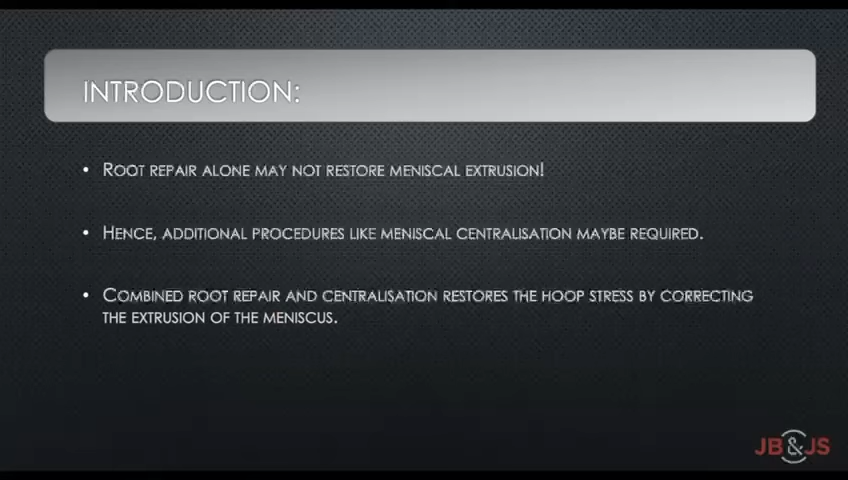 INTRODUCTION:
• ROOT REPAIR ALONE MAY NOT RESTORE MENISCAL EXTRUSION!
• HENCE, ADDITIONAL PROCEDURES LIKE MENISCAL CENTRALISATION MAYBE REQUIRED.
• COMBINED ROOT REPAIR AND CENTRALISATION RESTORES THE HOOP STRESS BY CORRECTING
THE EXTRUSION OF THE MENISCUS.
JB&JS